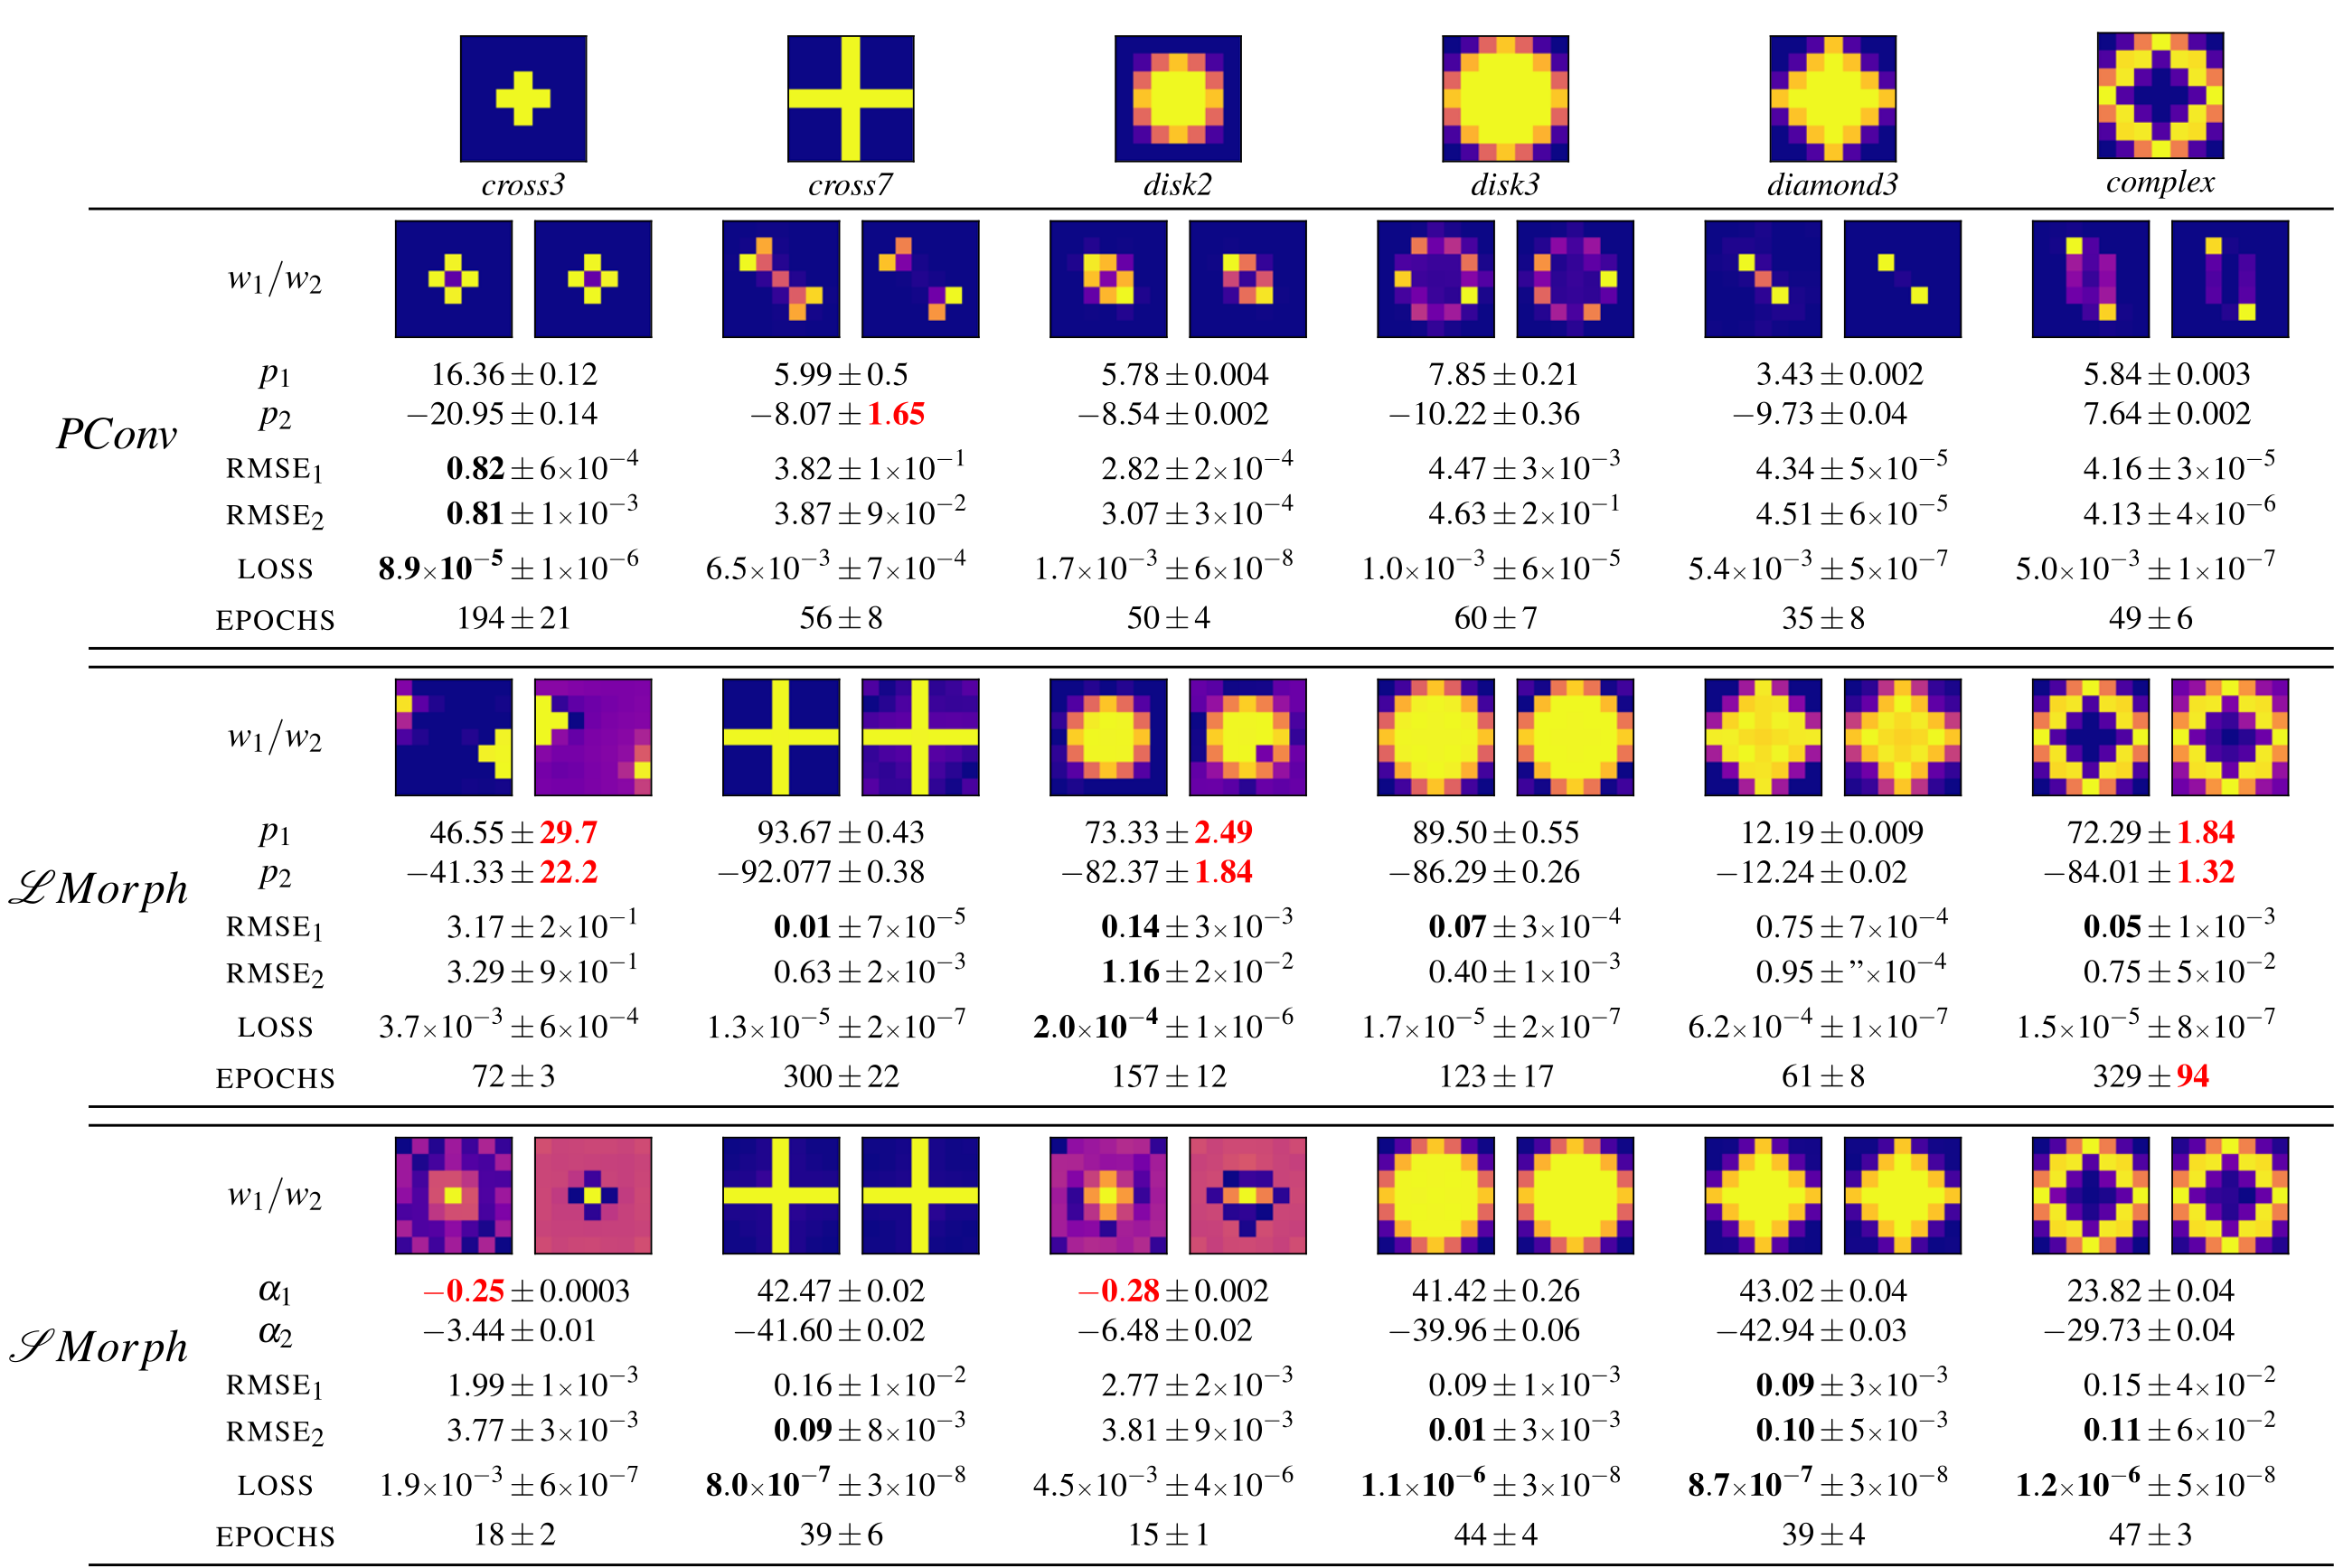 cross3 cross7 disk2 disk3 diamond3 complex
w1/w2
p1 16.36 ± 0.12 5.99 ± 0.5 5.78 ± 0.004 7.85 ± 0.21 3.43 ± 0.002 5.84 ± 0.003
p2 −20.95 ± 0.14 −8.07 ± 1.65 −8.54 ± 0.002 −10.22 ± 0.36 −9.73 ± 0.04 7.64 ± 0.002
PConv
RMSE1 0.82 ± 6×10−4 3.82 ± 1×10−1 2.82 ± 2×10−4 4.47 ± 3×10−3 4.34 ± 5×10−5 4.16 ± 3×10−5
RMSE2 0.81 ± 1×10−3 3.87 ± 9×10−2 3.07 ± 3×10−4 4.63 ± 2×10−1 4.51 ± 6×10−5 4.13 ± 4×10−6
LOSS 8.9×10−5 ± 1×10−6 6.5×10−3 ± 7×10−4 1.7×10−3 ± 6×10−8 1.0×10−3 ± 6×10−5 5.4×10−3 ± 5×10−7 5.0×10−3 ± 1×10−7
EPOCHS 194 ± 21 56 ± 8 50 ± 4 60 ± 7 35 ± 8 49 ± 6
w1/w2
p1 46.55 ± 29.7 93.67 ± 0.43 73.33 ± 2.49 89.50 ± 0.55 12.19 ± 0.009 72.29 ± 1.84
p2 −41.33 ± 22.2 −92.077 ± 0.38 −82.37 ± 1.84 −86.29 ± 0.26 −12.24 ± 0.02 −84.01 ± 1.32
ℒMorph
RMSE1 3.17 ± 2×10−1 0.01 ± 7×10−5 0.14 ± 3×10−3 0.07 ± 3×10−4 0.75 ± 7×10−4 0.05 ± 1×10−3
RMSE2 3.29 ± 9×10−1 0.63 ± 2×10−3 1.16 ± 2×10−2 0.40 ± 1×10−3 0.95 ± ”×10−4 0.75 ± 5×10−2
LOSS 3.7×10−3 ± 6×10−4 1.3×10−5 ± 2×10−7 2.0×10−4 ± 1×10−6 1.7×10−5 ± 2×10−7 6.2×10−4 ± 1×10−7 1.5×10−5 ± 8×10−7
EPOCHS 72 ± 3 300 ± 22 157 ± 12 123 ± 17 61 ± 8 329 ± 94
w1/w2
α1 −0.25 ± 0.0003 42.47 ± 0.02 −0.28 ± 0.002 41.42 ± 0.26 43.02 ± 0.04 23.82 ± 0.04
α2 −3.44 ± 0.01 −41.60 ± 0.02 −6.48 ± 0.02 −39.96 ± 0.06 −42.94 ± 0.03 −29.73 ± 0.04
𝒮Morph
RMSE1 1.99 ± 1×10−3 0.16 ± 1×10−2 2.77 ± 2×10−3 0.09 ± 1×10−3 0.09 ± 3×10−3 0.15 ± 4×10−2
RMSE2 3.77 ± 3×10−3 0.09 ± 8×10−3 3.81 ± 9×10−3 0.01 ± 3×10−3 0.10 ± 5×10−3 0.11 ± 6×10−2
LOSS 1.9×10−3 ± 6×10−7 8.0×10−7 ± 3×10−8 4.5×10−3 ± 4×10−6 1.1×10−6 ± 3×10−8 8.7×10−7 ± 3×10−8 1.2×10−6 ± 5×10−8
EPOCHS 18 ± 2 39 ± 6 15 ± 1 44 ± 4 39 ± 4 47 ± 3